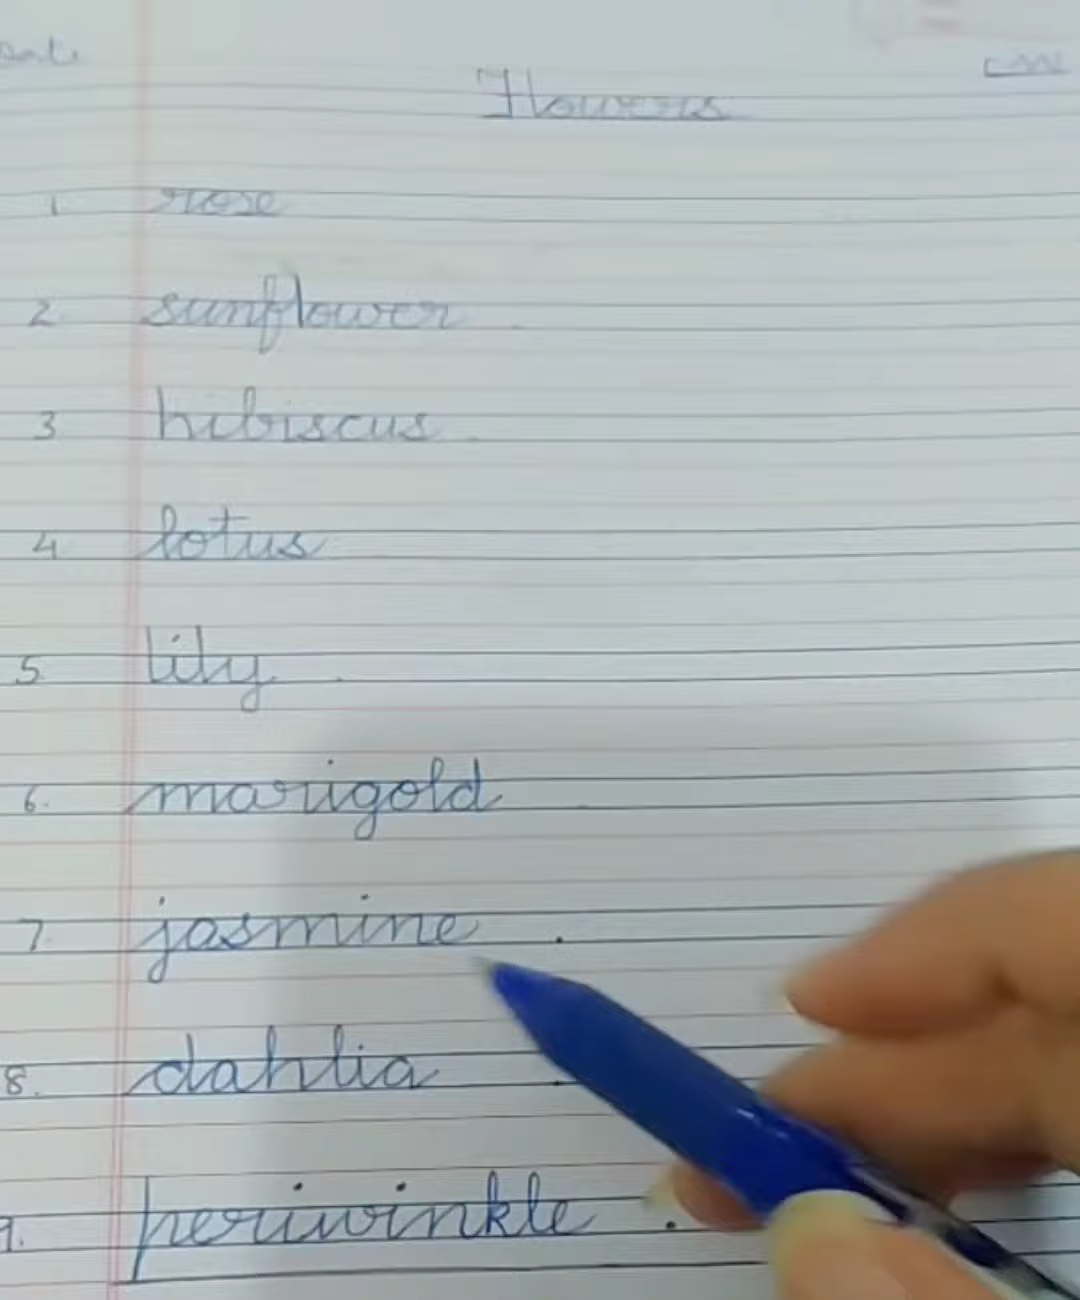 Date
C.W
Flowers
1 rose
2 sunflower
3 hibiscus
4 lotus
5 lily
6. marigold
7. jasmine
8. dahlia
9. periwinkle